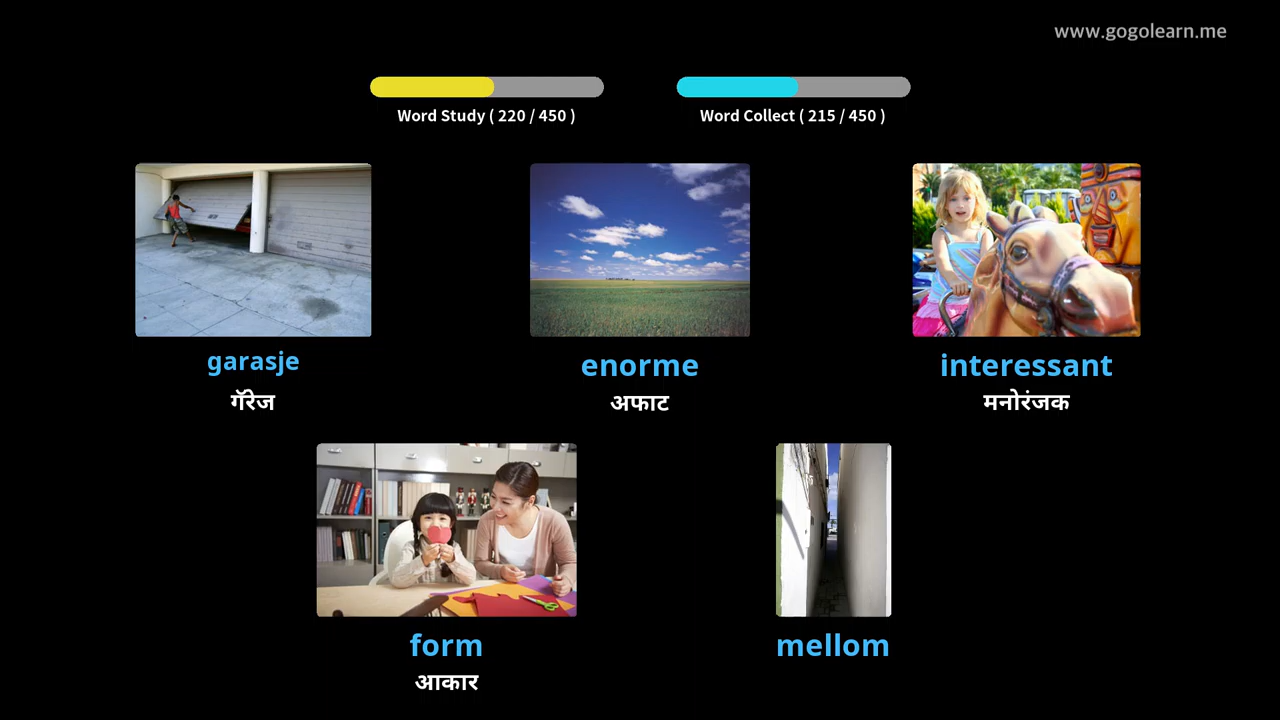 www.gogolearn.me
Word Study ( 220 / 450 )
Word Collect ( 215 / 450 )
garasje
गॅरेज
enorme
अफाट
interessant
मनोरंजक
form
आकार
mellom